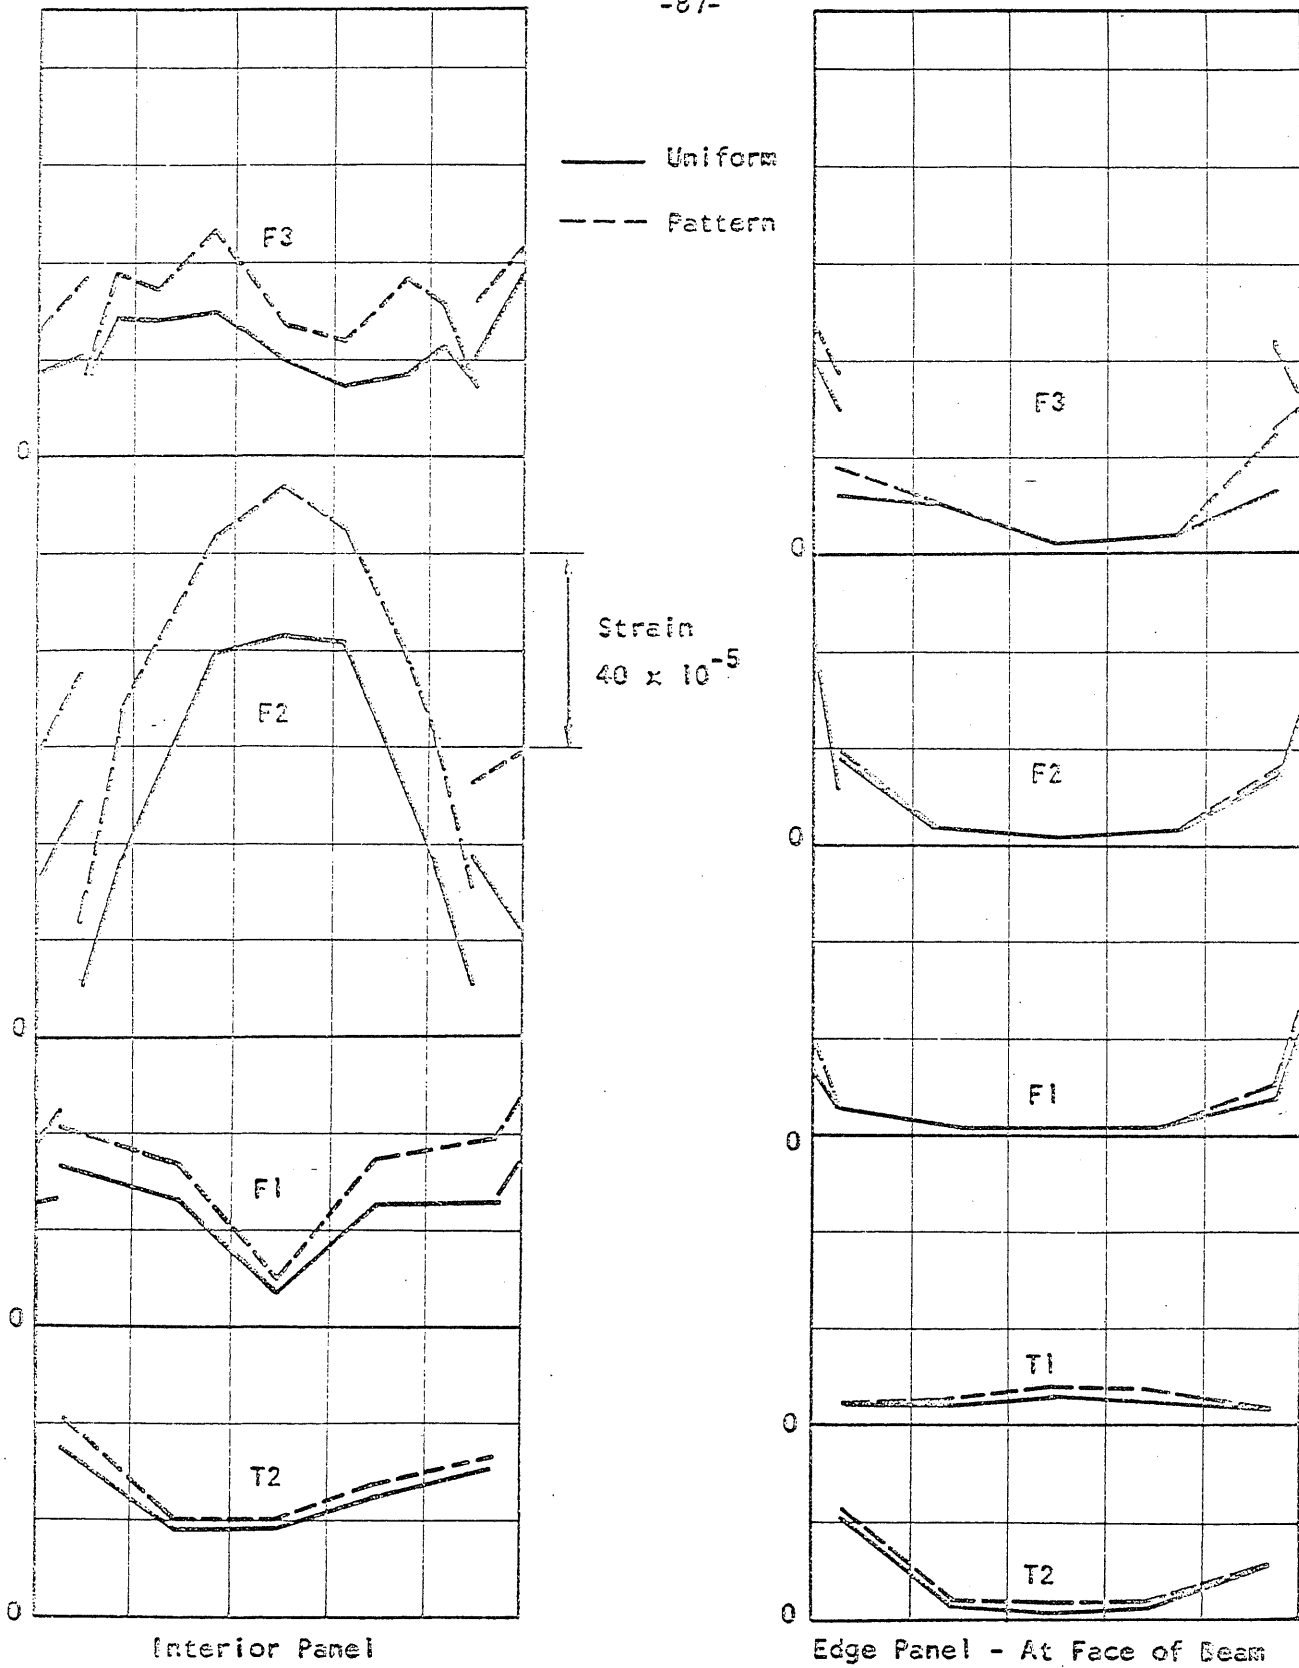 -87-
Uniform
Pattern
F3
0
Strain
40 x 10-5
F2
0
F1
0
T2
0
Interior Panel
F3
0
F2
0
F1
0
T1
0
T2
0
Edge Panel - At Face of Beam